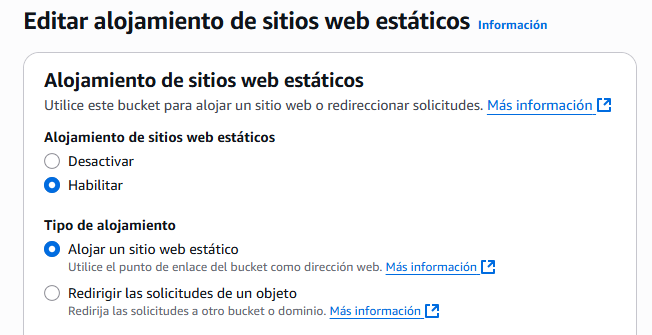 Editar alojamiento de sitios web estáticos Información
Alojamiento de sitios web estáticos
Utilice este bucket para alojar un sitio web o redireccionar solicitudes. Más información
Alojamiento de sitios web estáticos
Desactivar
Habilitar
Tipo de alojamiento
Alojar un sitio web estático
Utilice el punto de enlace del bucket como dirección web. Más información
Redirigir las solicitudes de un objeto
Redirija las solicitudes a otro bucket o dominio. Más información